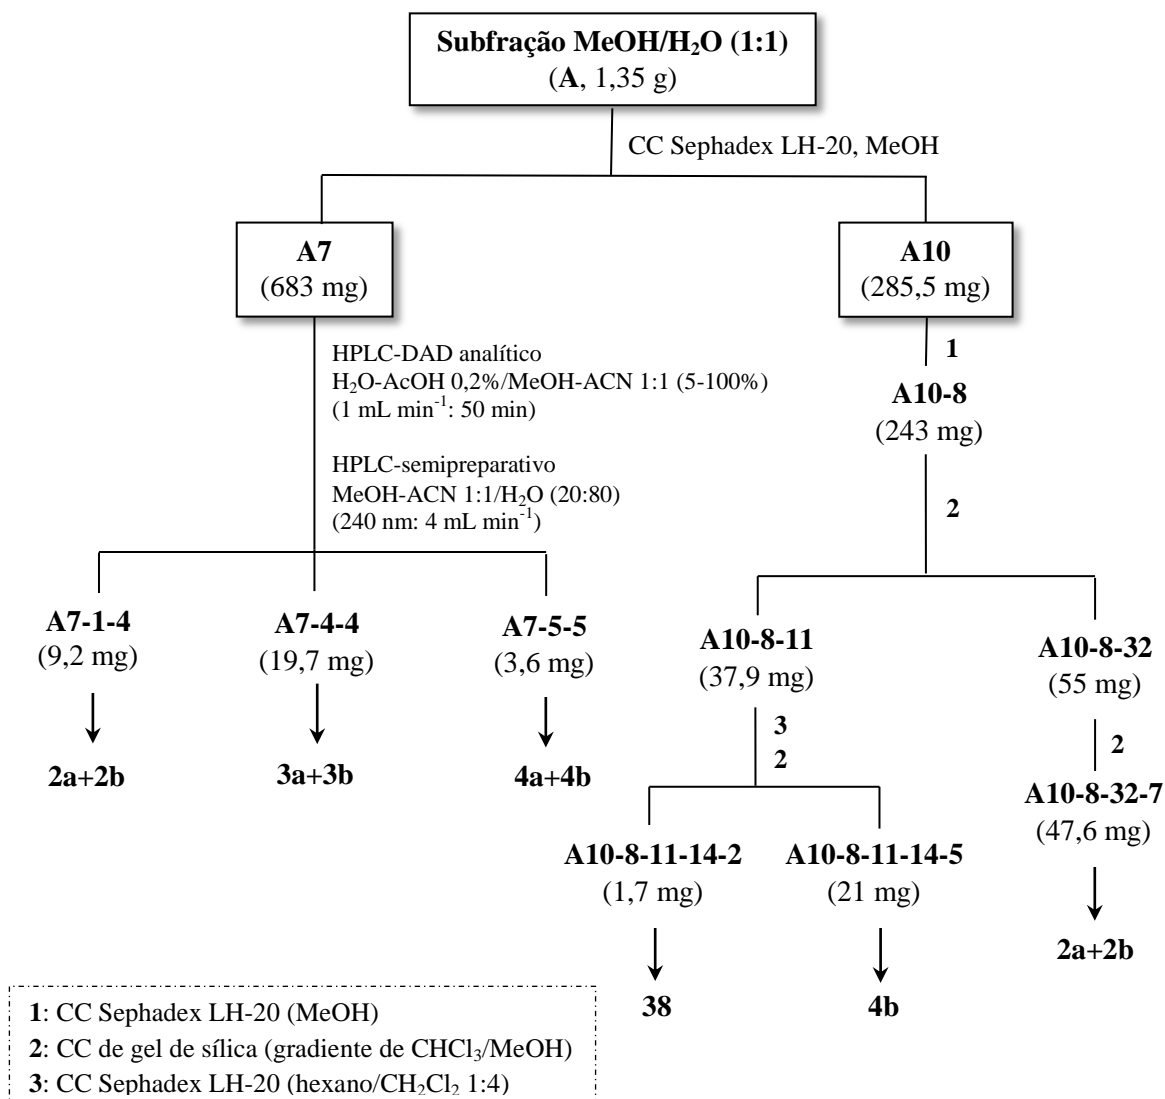 Subfração MeOH/H₂O (1:1)
(A, 1,35 g)
CC Sephadex LH-20, MeOH
A7
(683 mg)
A10
(285,5 mg)
HPLC-DAD analítico
H₂O-AcOH 0,2%/MeOH-ACN 1:1 (5-100%)
(1 mL min⁻¹: 50 min)
HPLC-semipreparativo
MeOH-ACN 1:1/H₂O (20:80)
(240 nm: 4 mL min⁻¹)
1
A10-8
(243 mg)
2
A7-1-4
(9,2 mg)
A7-4-4
(19,7 mg)
A7-5-5
(3,6 mg)
2a+2b
3a+3b
4a+4b
A10-8-11
(37,9 mg)
A10-8-32
(55 mg)
3
2
2
A10-8-32-7
(47,6 mg)
A10-8-11-14-2
(1,7 mg)
A10-8-11-14-5
(21 mg)
2a+2b
38
4b
1: CC Sephadex LH-20 (MeOH)
2: CC de gel de sílica (gradiente de CHCl₃/MeOH)
3: CC Sephadex LH-20 (hexano/CH₂Cl₂ 1:4)